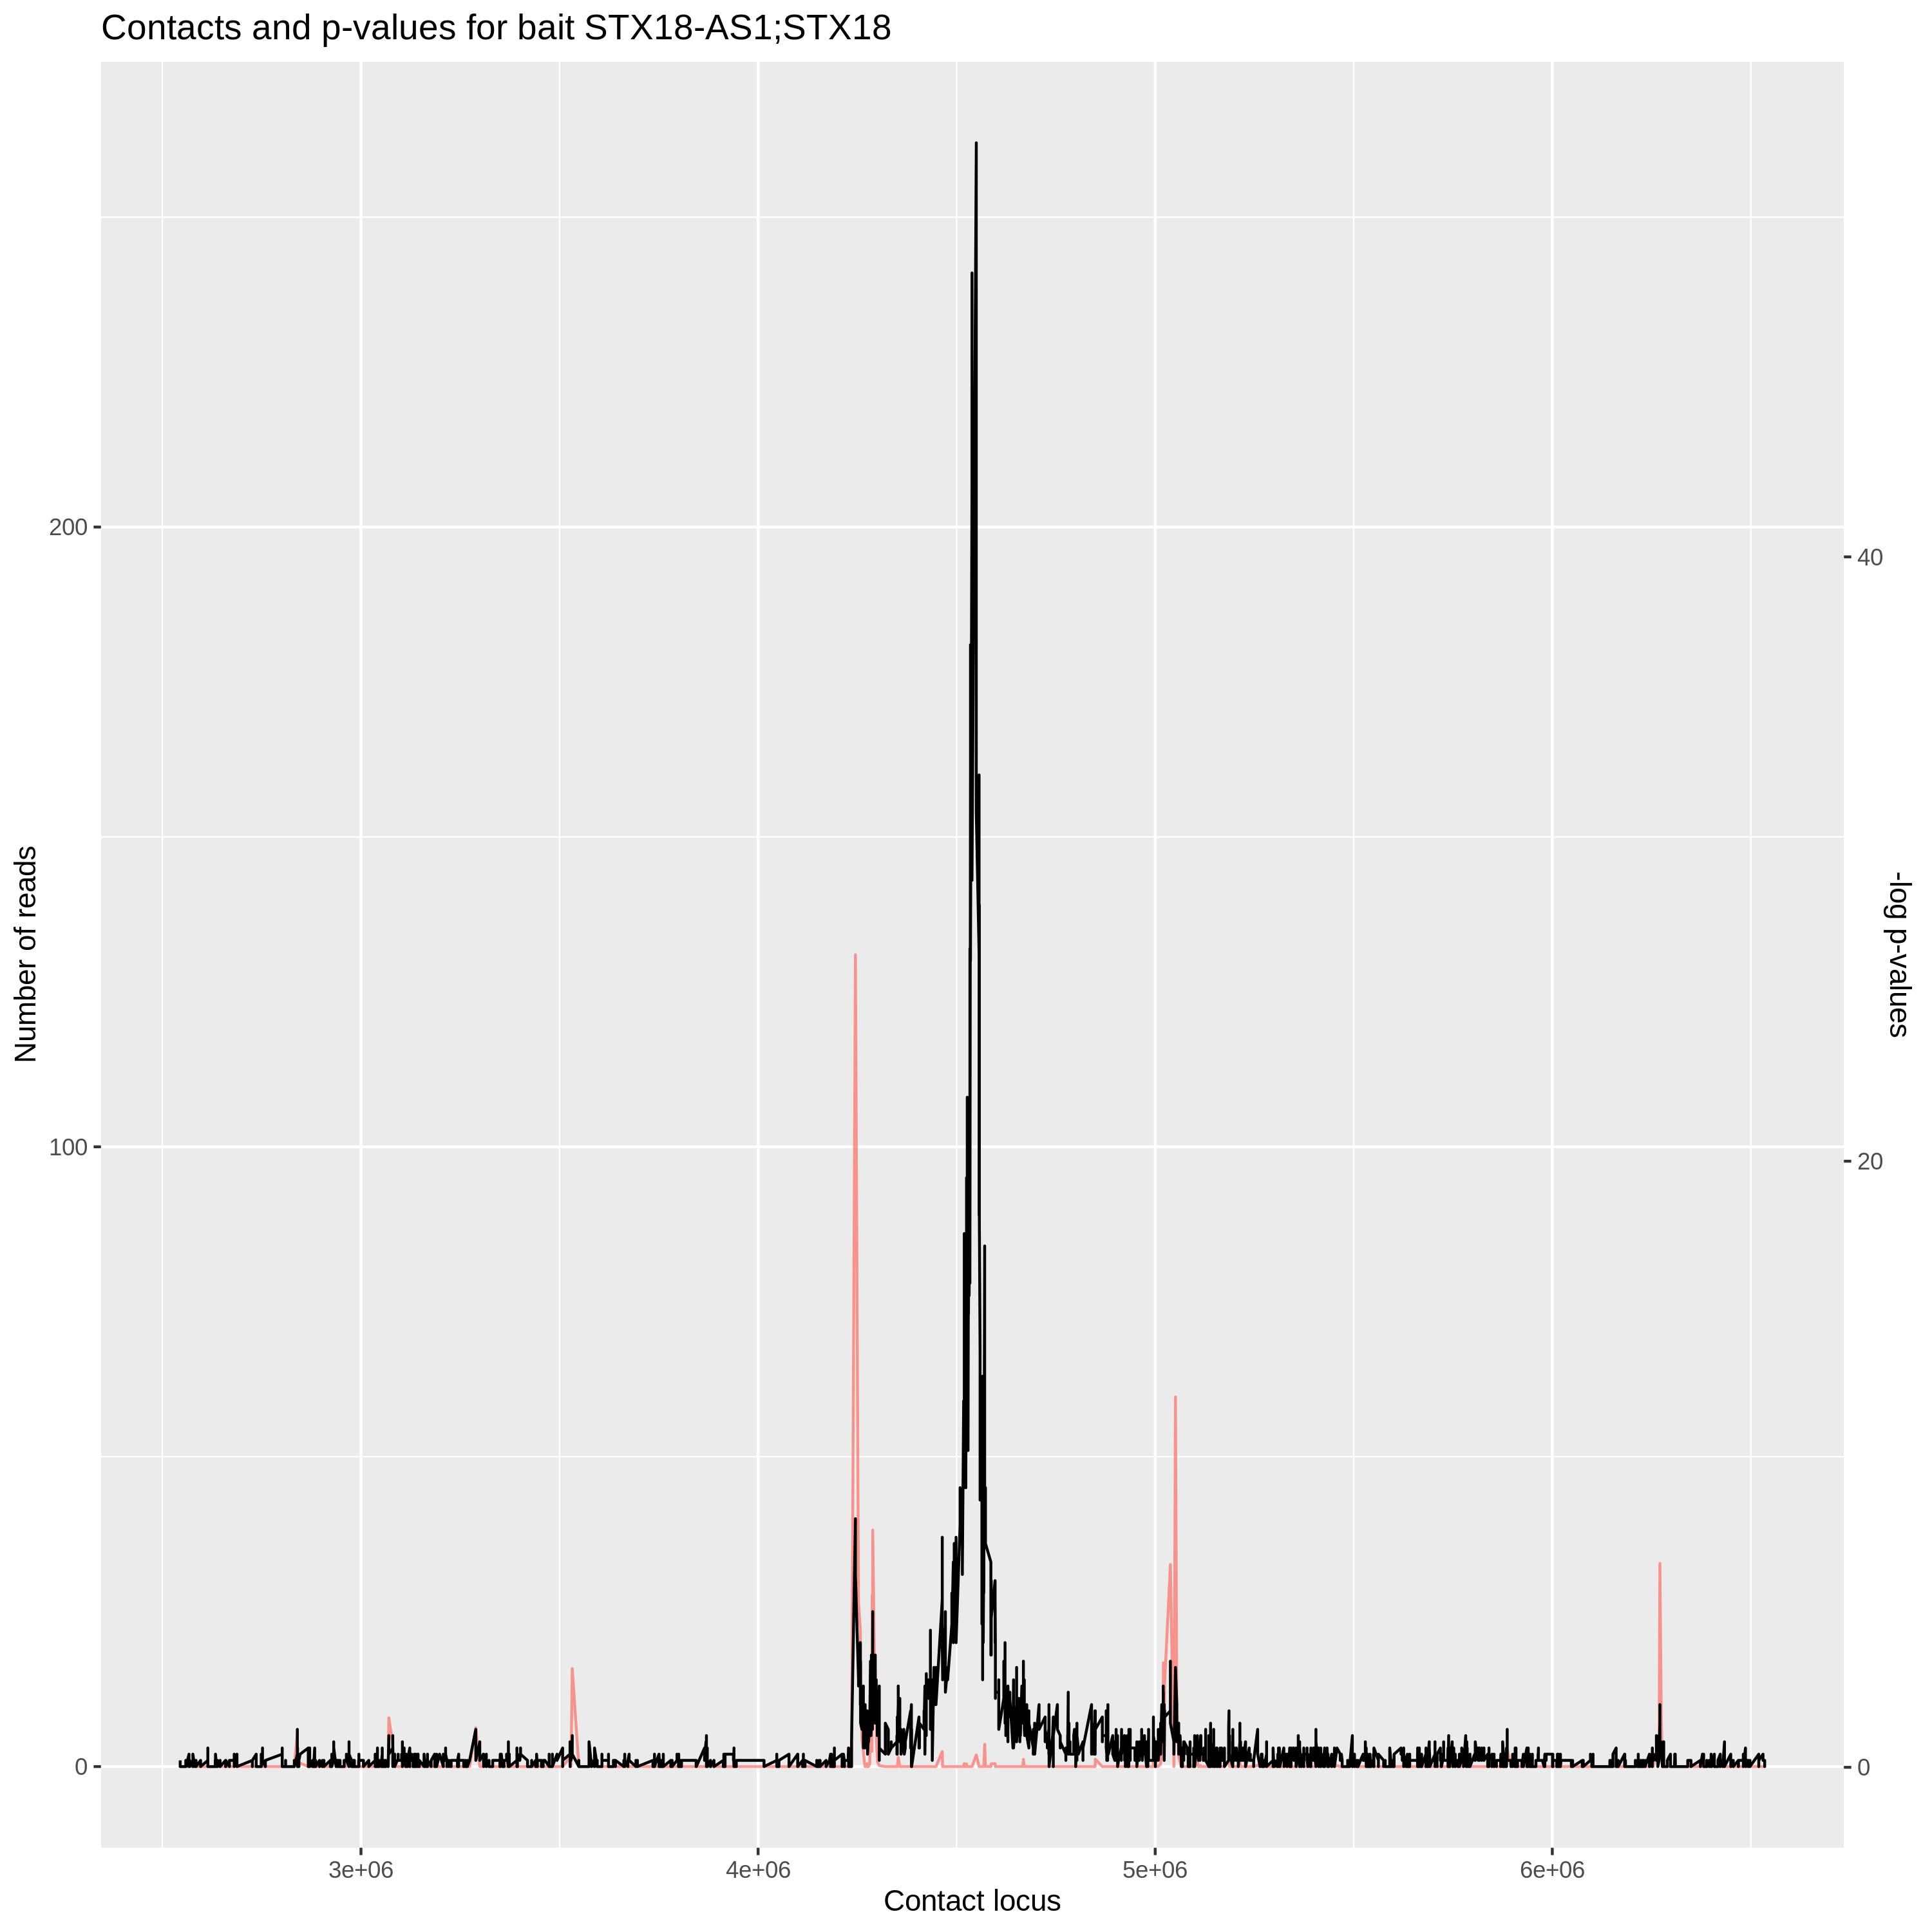 Contacts and p-values for bait STX18-AS1;STX18
Number of reads
200
100
0
40
20
0
-log p-values
3e+06 4e+06 5e+06 6e+06
Contact locus